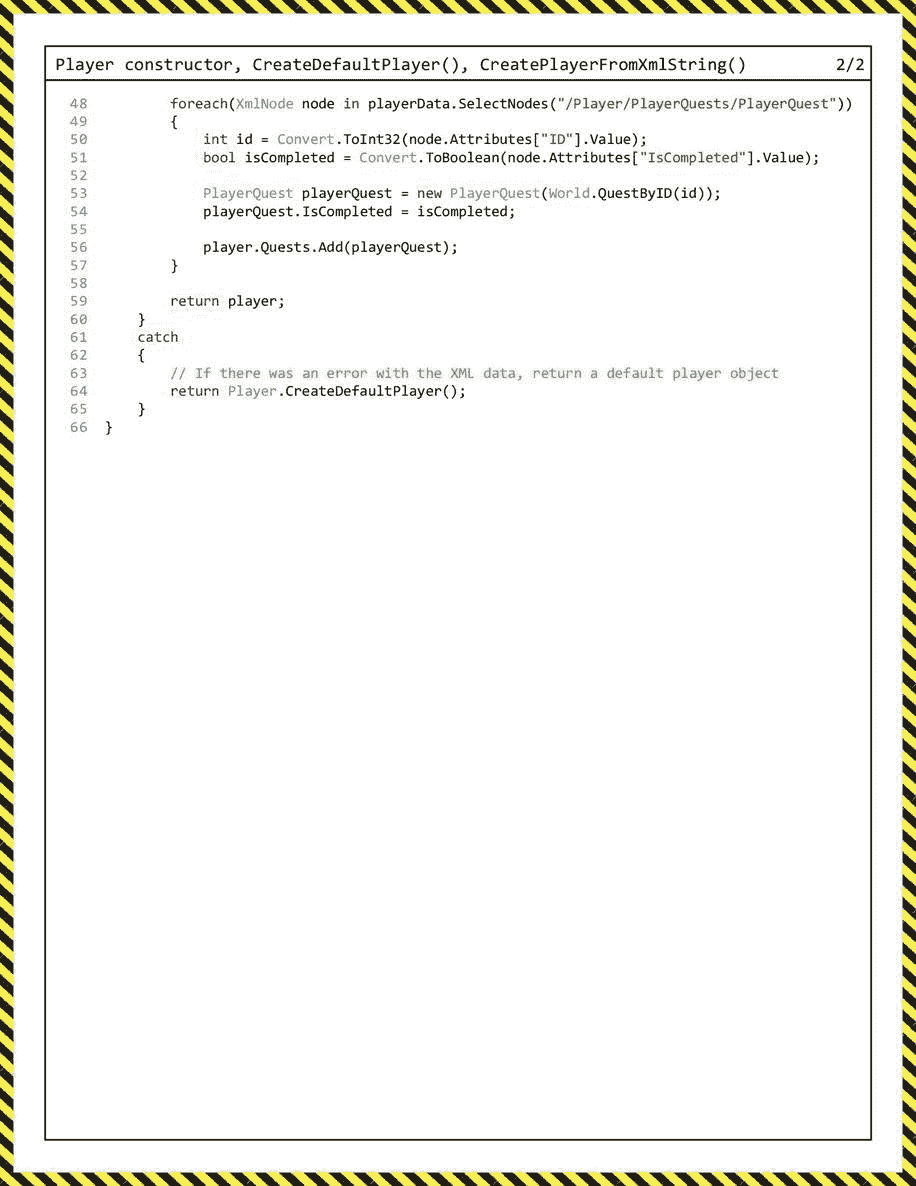 Player constructor, CreateDefaultPlayer(), CreatePlayerFromXmlString() 2/2
48 foreach(XmlNode node in playerData.SelectNodes("/Player/PlayerQuests/PlayerQuest"))
49 {
50 int id = Convert.ToInt32(node.Attributes["ID"].Value);
51 bool isCompleted = Convert.ToBoolean(node.Attributes["IsCompleted"].Value);
52
53 PlayerQuest playerQuest = new PlayerQuest(World.QuestByID(id));
54 playerQuest.IsCompleted = isCompleted;
55
56 player.Quests.Add(playerQuest);
57 }
58
59 return player;
60 }
61 catch
62 {
63 // If there was an error with the XML data, return a default player object
64 return Player.CreateDefaultPlayer();
65 }
66 }